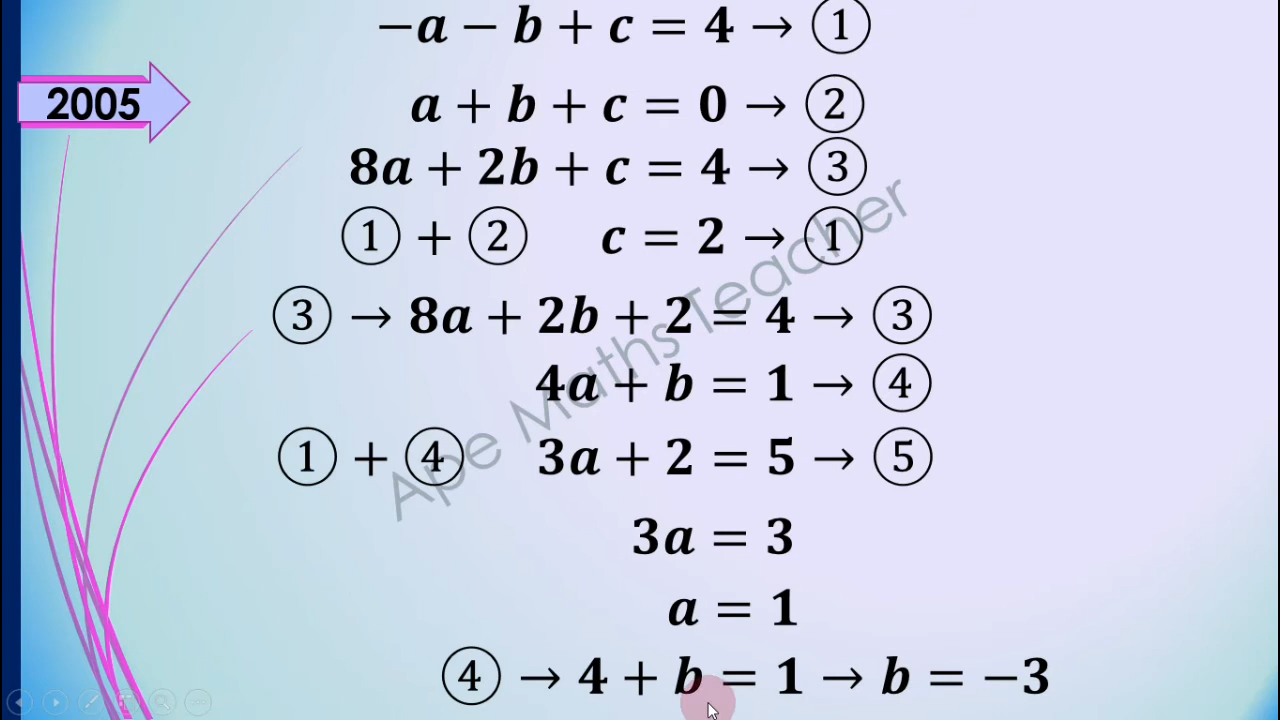 −a − b + c = 4 → ①
2005
a + b + c = 0 → ②
8a + 2b + c = 4 → ③
① + ② c = 2 → ①
③ → 8a + 2b + 2 = 4 → ③
4a + b = 1 → ④
① + ④ 3a + 2 = 5 → ⑤
3a = 3
a = 1
④ → 4 + b = 1 → b = −3
Ape Maths Teacher